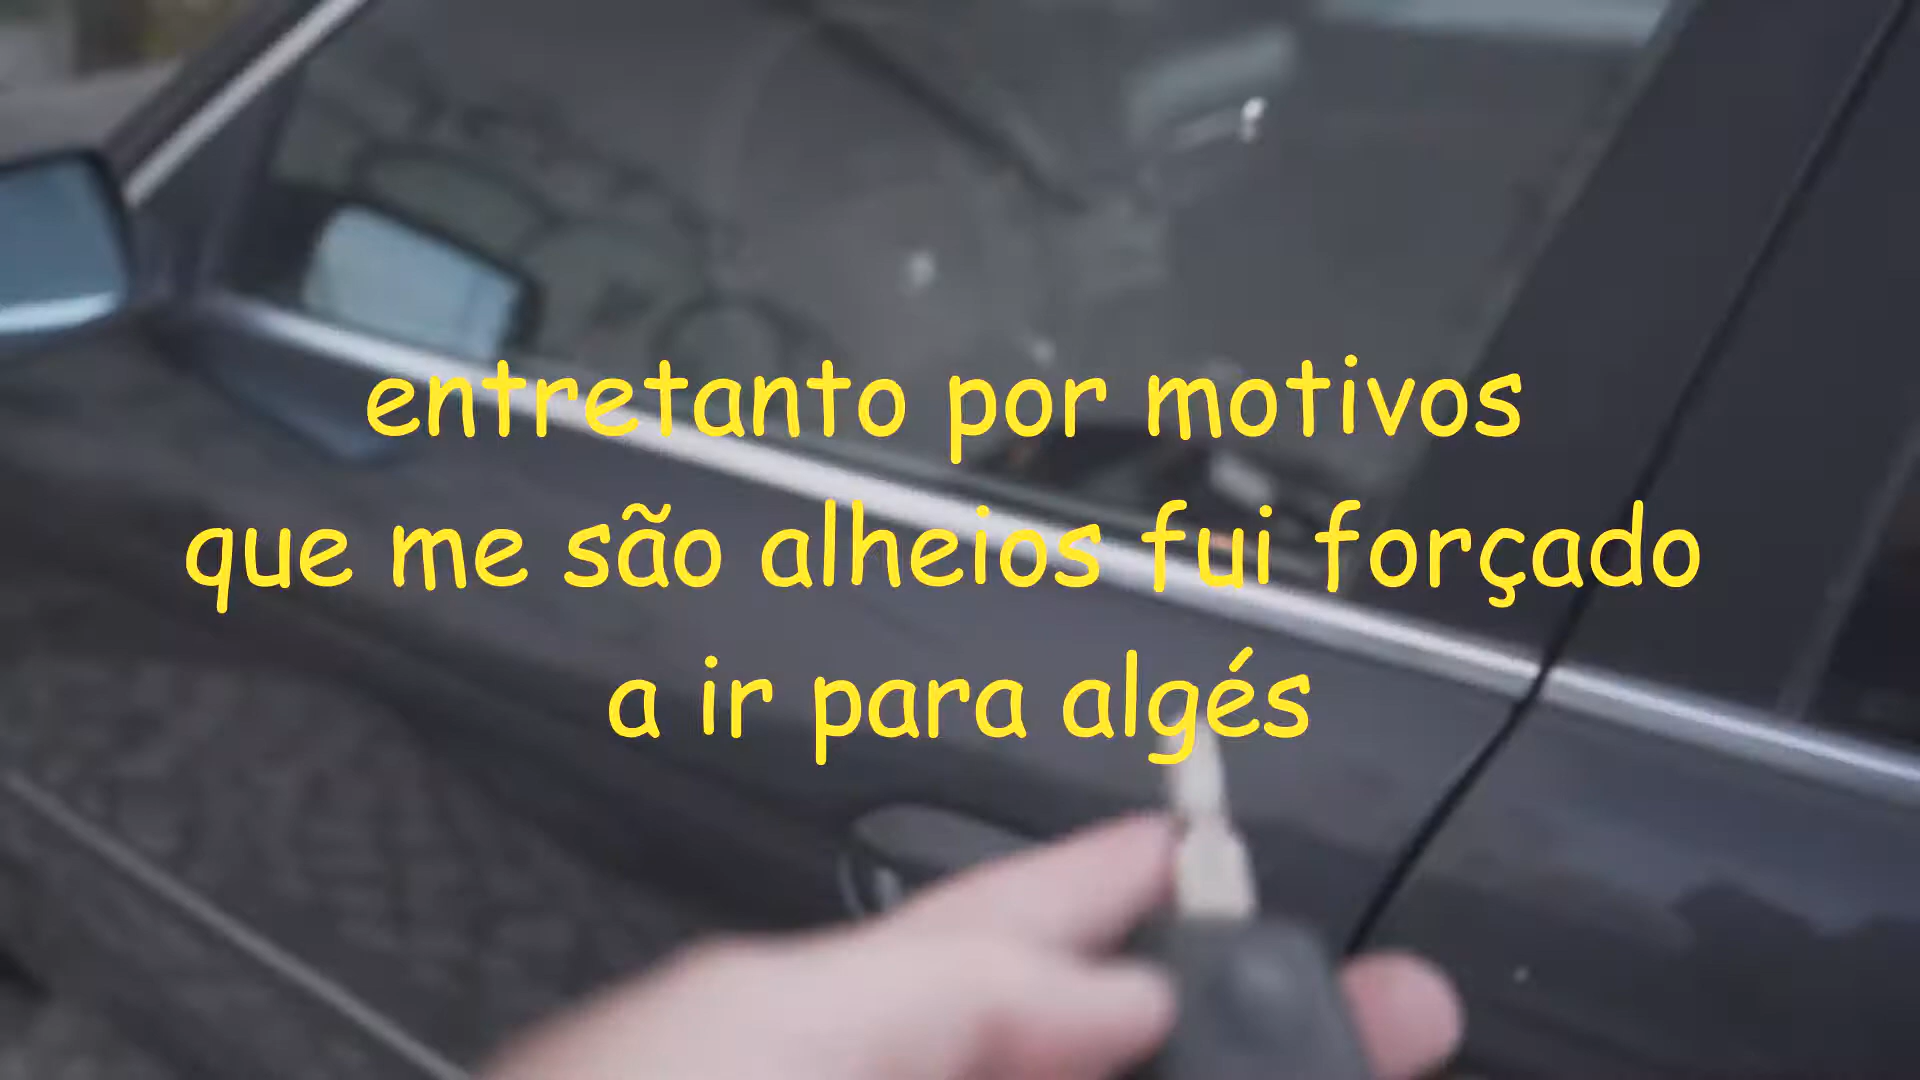 entretanto por motivos
que me são alheios fui forçado
a ir para algés